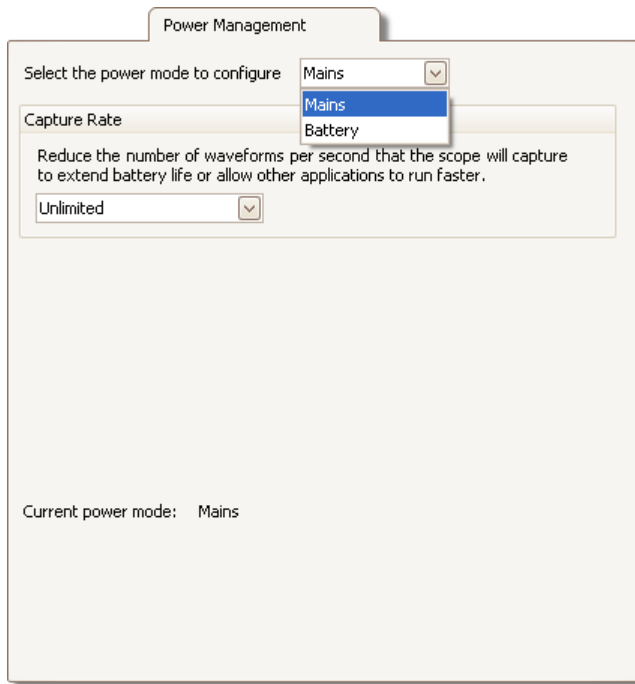 Power Management
Select the power mode to configure Mains
Mains
Battery
Capture Rate
Reduce the number of waveforms per second that the scope will capture
to extend battery life or allow other applications to run faster.
Unlimited
Current power mode: Mains